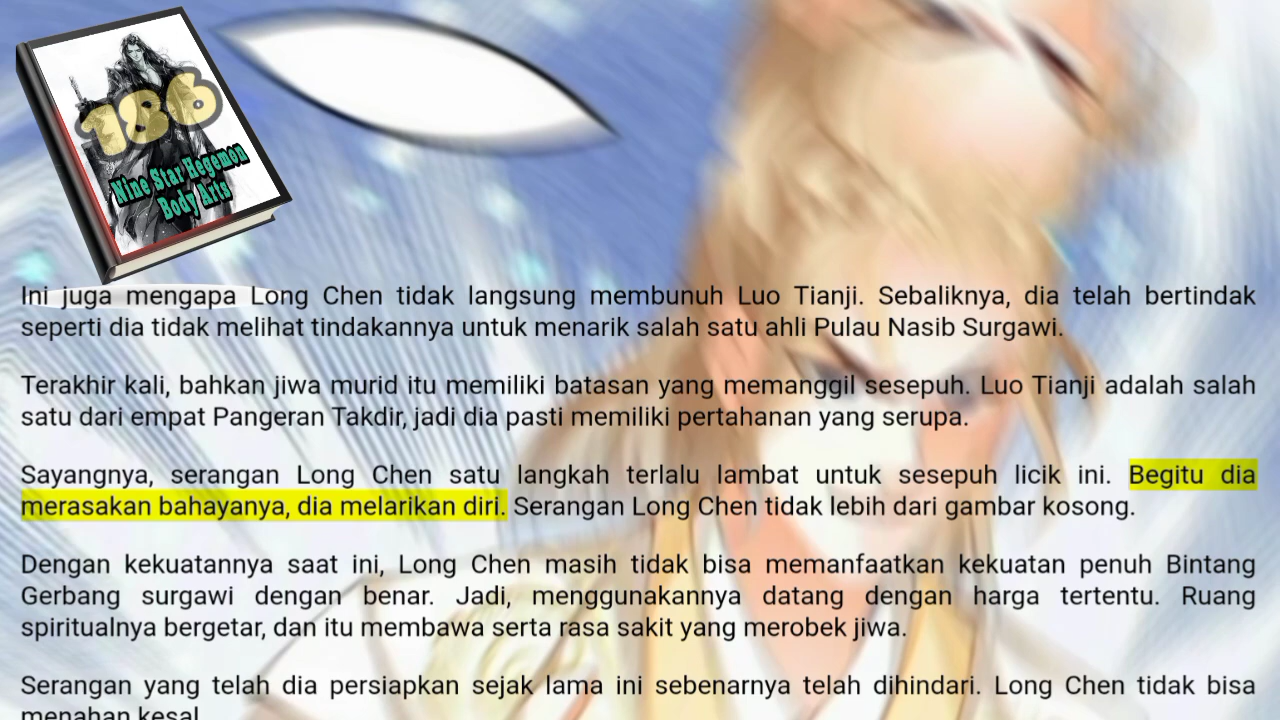 186
Nine Star Hegemon
Body Arts
Ini juga mengapa Long Chen tidak langsung membunuh Luo Tianji. Sebaliknya, dia telah bertindak
seperti dia tidak melihat tindakannya untuk menarik salah satu ahli Pulau Nasib Surgawi.
Terakhir kali, bahkan jiwa murid itu memiliki batasan yang memanggil sesepuh. Luo Tianji adalah salah
satu dari empat Pangeran Takdir, jadi dia pasti memiliki pertahanan yang serupa.
Sayangnya, serangan Long Chen satu langkah terlalu lambat untuk sesepuh licik ini. Begitu dia
merasakan bahayanya, dia melarikan diri. Serangan Long Chen tidak lebih dari gambar kosong.
Dengan kekuatannya saat ini, Long Chen masih tidak bisa memanfaatkan kekuatan penuh Bintang
Gerbang surgawi dengan benar. Jadi, menggunakannya datang dengan harga tertentu. Ruang
spiritualnya bergetar, dan itu membawa serta rasa sakit yang merobek jiwa.
Serangan yang telah dia persiapkan sejak lama ini sebenarnya telah dihindari. Long Chen tidak bisa
menahan kesal.